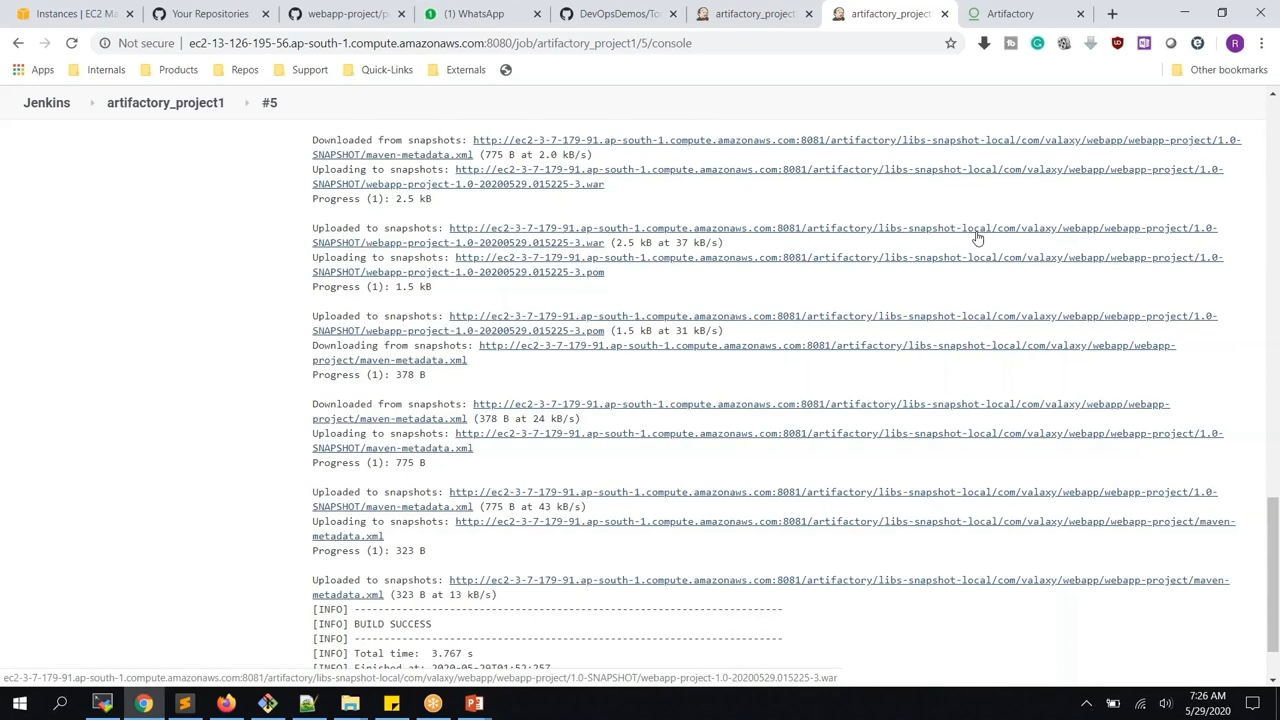 Instances | EC2 Ma
Your Repositories
webapp-project/p
(1) WhatsApp
DevOpsDemos/To
artifactory_project
artifactory_project
Artifactory
Not secure | ec2-13-126-195-56.ap-south-1.compute.amazonaws.com:8080/job/artifactory_project1/5/console
Apps
Internals
Products
Repos
Support
Quick-Links
Externals
Other bookmarks
Jenkins
artifactory_project1
#5
Downloaded from snapshots: http://ec2-3-7-179-91.ap-south-1.compute.amazonaws.com:8081/artifactory/libs-snapshot-local/com/valaxy/webapp/webapp-project/1.0-
SNAPSHOT/maven-metadata.xml (775 B at 2.0 kB/s)
Uploading to snapshots: http://ec2-3-7-179-91.ap-south-1.compute.amazonaws.com:8081/artifactory/libs-snapshot-local/com/valaxy/webapp/webapp-project/1.0-
SNAPSHOT/webapp-project-1.0-20200529.015225-3.war
Progress (1): 2.5 kB
Uploaded to snapshots: http://ec2-3-7-179-91.ap-south-1.compute.amazonaws.com:8081/artifactory/libs-snapshot-local/com/valaxy/webapp/webapp-project/1.0-
SNAPSHOT/webapp-project-1.0-20200529.015225-3.war (2.5 kB at 37 kB/s)
Uploading to snapshots: http://ec2-3-7-179-91.ap-south-1.compute.amazonaws.com:8081/artifactory/libs-snapshot-local/com/valaxy/webapp/webapp-project/1.0-
SNAPSHOT/webapp-project-1.0-20200529.015225-3.pom
Progress (1): 1.5 kB
Uploaded to snapshots: http://ec2-3-7-179-91.ap-south-1.compute.amazonaws.com:8081/artifactory/libs-snapshot-local/com/valaxy/webapp/webapp-project/1.0-
SNAPSHOT/webapp-project-1.0-20200529.015225-3.pom (1.5 kB at 31 kB/s)
Downloading from snapshots: http://ec2-3-7-179-91.ap-south-1.compute.amazonaws.com:8081/artifactory/libs-snapshot-local/com/valaxy/webapp/webapp-
project/maven-metadata.xml
Progress (1): 378 B
Downloaded from snapshots: http://ec2-3-7-179-91.ap-south-1.compute.amazonaws.com:8081/artifactory/libs-snapshot-local/com/valaxy/webapp/webapp-
project/maven-metadata.xml (378 B at 24 kB/s)
Uploading to snapshots: http://ec2-3-7-179-91.ap-south-1.compute.amazonaws.com:8081/artifactory/libs-snapshot-local/com/valaxy/webapp/webapp-project/1.0-
SNAPSHOT/maven-metadata.xml
Progress (1): 775 B
Uploaded to snapshots: http://ec2-3-7-179-91.ap-south-1.compute.amazonaws.com:8081/artifactory/libs-snapshot-local/com/valaxy/webapp/webapp-project/1.0-
SNAPSHOT/maven-metadata.xml (775 B at 43 kB/s)
Uploading to snapshots: http://ec2-3-7-179-91.ap-south-1.compute.amazonaws.com:8081/artifactory/libs-snapshot-local/com/valaxy/webapp/webapp-project/maven-
metadata.xml
Progress (1): 323 B
Uploaded to snapshots: http://ec2-3-7-179-91.ap-south-1.compute.amazonaws.com:8081/artifactory/libs-snapshot-local/com/valaxy/webapp/webapp-project/maven-
metadata.xml (323 B at 13 kB/s)
[INFO] ------------------------------------------------------------------------
[INFO] BUILD SUCCESS
[INFO] ------------------------------------------------------------------------
[INFO] Total time:  3.767 s
[INFO] Finished at: 2020-05-29T01:52:25Z
ec2-3-7-179-91.ap-south-1.compute.amazonaws.com:8081/artifactory/libs-snapshot-local/com/valaxy/webapp/webapp-project/1.0-SNAPSHOT/webapp-project-1.0-20200529.015225-3.war
7:26 AM
5/29/2020